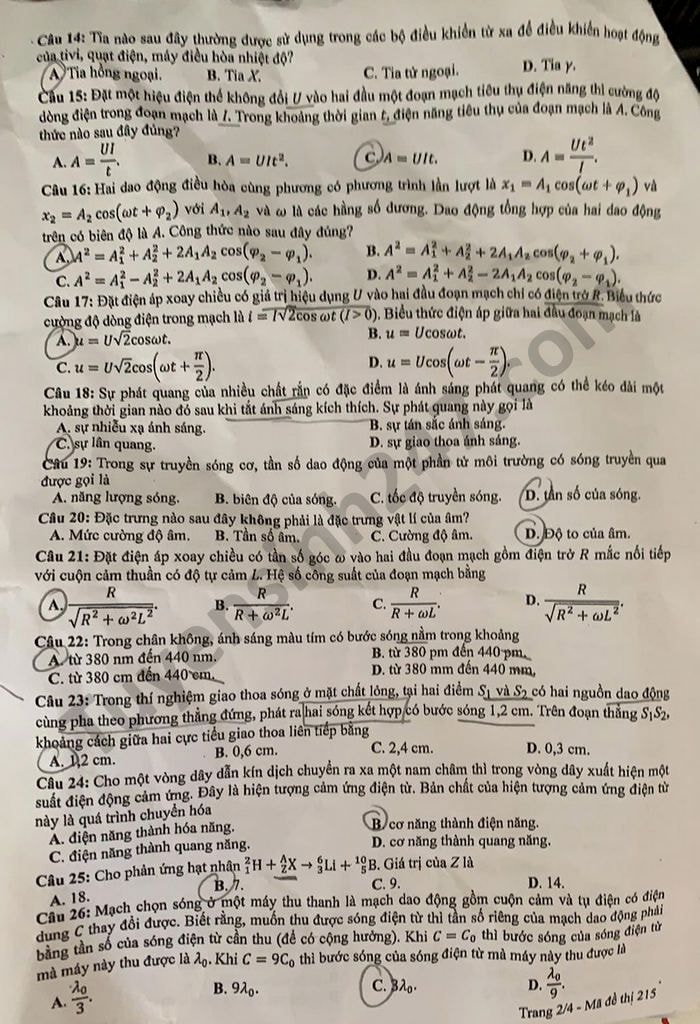 Câu 14: Tia nào sau đây thường được sử dụng trong các bộ điều khiển từ xa để điều khiển hoạt động
của tivi, quạt điện, máy điều hòa nhiệt độ?
A. Tia hồng ngoại. B. Tia X. C. Tia tử ngoại. D. Tia γ.
Câu 15: Đặt một hiệu điện thế không đổi U vào hai đầu một đoạn mạch tiêu thụ điện năng thì cường độ
dòng điện trong đoạn mạch là I. Trong khoảng thời gian t, điện năng tiêu thụ của đoạn mạch là A. Công
thức nào sau đây đúng?
A. A = UI/t. B. A = UIt². C. A = UIt. D. A = Ut²/I.
Câu 16: Hai dao động điều hòa cùng phương có phương trình lần lượt là x₁ = A₁ cos(ωt + φ₁) và
x₂ = A₂ cos(ωt + φ₂) với A₁, A₂ và ω là các hằng số dương. Dao động tổng hợp của hai dao động
trên có biên độ là A. Công thức nào sau đây đúng?
A. A² = A₁² + A₂² + 2A₁A₂ cos(φ₂ − φ₁). B. A² = A₁² + A₂² + 2A₁A₂ cos(φ₂ + φ₁).
C. A² = A₁² − A₂² + 2A₁A₂ cos(φ₂ − φ₁). D. A² = A₁² + A₂² − 2A₁A₂ cos(φ₂ − φ₁).
Câu 17: Đặt điện áp xoay chiều có giá trị hiệu dụng U vào hai đầu đoạn mạch chỉ có điện trở R. Biểu thức
cường độ dòng điện trong mạch là i = I√2cos ωt (I > 0). Biểu thức điện áp giữa hai đầu đoạn mạch là
A. u = U√2cosωt. B. u = Ucosωt.
C. u = U√2cos(ωt + π/2). D. u = Ucos(ωt − π/2).
Câu 18: Sự phát quang của nhiều chất rắn có đặc điểm là ánh sáng phát quang có thể kéo dài một
khoảng thời gian nào đó sau khi tắt ánh sáng kích thích. Sự phát quang này gọi là
A. sự nhiễu xạ ánh sáng. B. sự tán sắc ánh sáng.
C. sự lân quang. D. sự giao thoa ánh sáng.
Câu 19: Trong sự truyền sóng cơ, tần số dao động của một phần tử môi trường có sóng truyền qua
được gọi là
A. năng lượng sóng. B. biên độ của sóng. C. tốc độ truyền sóng. D. tần số của sóng.
Câu 20: Đặc trưng nào sau đây không phải là đặc trưng vật lí của âm?
A. Mức cường độ âm. B. Tần số âm. C. Cường độ âm. D. Độ to của âm.
Câu 21: Đặt điện áp xoay chiều có tần số góc ω vào hai đầu đoạn mạch gồm điện trở R mắc nối tiếp
với cuộn cảm thuần có độ tự cảm L. Hệ số công suất của đoạn mạch bằng
A. R/√(R² + ω²L²). B. R/(R + ω²L). C. R/(R + ωL). D. R/√(R² + ωL²).
Câu 22: Trong chân không, ánh sáng màu tím có bước sóng nằm trong khoảng
A. từ 380 nm đến 440 nm. B. từ 380 pm đến 440 pm.
C. từ 380 cm đến 440 cm. D. từ 380 mm đến 440 mm.
Câu 23: Trong thí nghiệm giao thoa sóng ở mặt chất lỏng, tại hai điểm S₁ và S₂ có hai nguồn dao động
cùng pha theo phương thẳng đứng, phát ra hai sóng kết hợp có bước sóng 1,2 cm. Trên đoạn thẳng S₁S₂,
khoảng cách giữa hai cực tiểu giao thoa liên tiếp bằng
A. 1,2 cm. B. 0,6 cm. C. 2,4 cm. D. 0,3 cm.
Câu 24: Cho một vòng dây dẫn kín dịch chuyển ra xa một nam châm thì trong vòng dây xuất hiện một
suất điện động cảm ứng. Đây là hiện tượng cảm ứng điện từ. Bản chất của hiện tượng cảm ứng điện từ
này là quá trình chuyển hóa
A. điện năng thành hóa năng. B. cơ năng thành điện năng.
C. điện năng thành quang năng. D. cơ năng thành quang năng.
Câu 25: Cho phản ứng hạt nhân ²₁H + ᴬ_ZX → ⁶₃Li + ¹⁰₅B. Giá trị của Z là
A. 18. B. 7. C. 9. D. 14.
Câu 26: Mạch chọn sóng ở một máy thu thanh là mạch dao động gồm cuộn cảm và tụ điện có điện
dung C thay đổi được. Biết rằng, muốn thu được sóng điện từ thì tần số riêng của mạch dao động phải
bằng tần số của sóng điện từ cần thu (để có cộng hưởng). Khi C = C₀ thì bước sóng của sóng điện từ
mà máy này thu được là λ₀. Khi C = 9C₀ thì bước sóng của sóng điện từ mà máy này thu được là
A. λ₀/3. B. 9λ₀. C. 3λ₀. D. λ₀/9.
Trang 2/4 - Mã đề thị 215